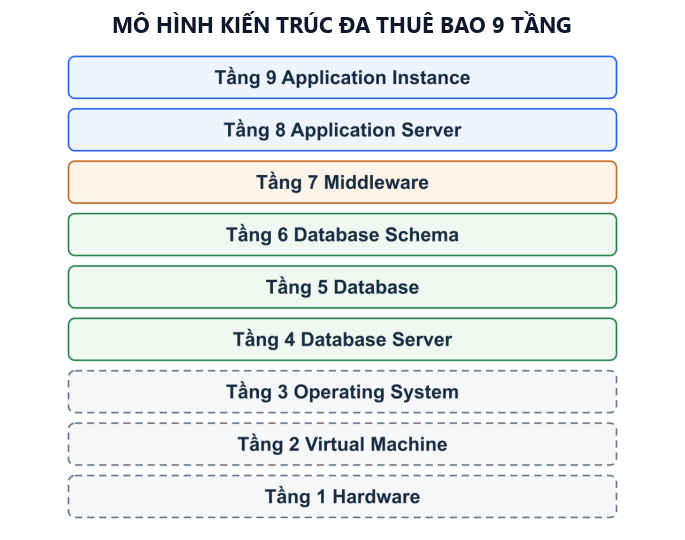 MÔ HÌNH KIẾN TRÚC ĐA THUÊ BAO 9 TẦNG
Tầng 9 Application Instance
Tầng 8 Application Server
Tầng 7 Middleware
Tầng 6 Database Schema
Tầng 5 Database
Tầng 4 Database Server
Tầng 3 Operating System
Tầng 2 Virtual Machine
Tầng 1 Hardware